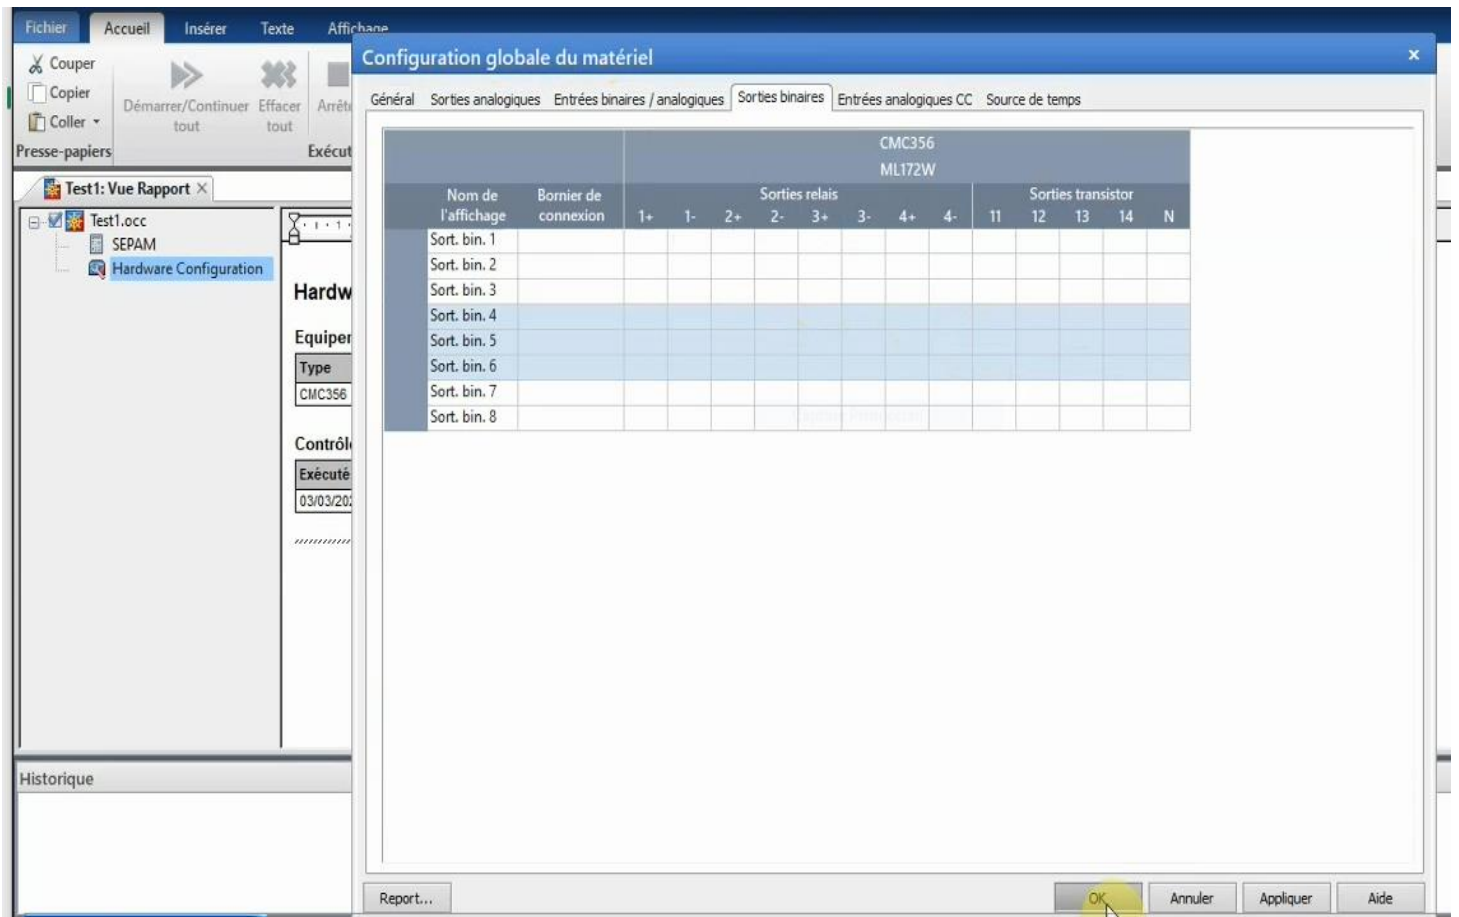 Fichier Accueil Insérer Texte Affichage
Couper
Copier
Coller
Démarrer/Continuer tout
Effacer tout
Presse-papiers
Test1: Vue Rapport
Test1.occ
SEPAM
Hardware Configuration
Hardw
Equiper
Type
CMC356
Contrôl
Exécuté
03/03/202
Historique
Configuration globale du matériel
Général Sorties analogiques Entrées binaires / analogiques Sorties binaires Entrées analogiques CC Source de temps
CMC356
ML172W
Nom de l'affichage Bornier de connexion Sorties relais Sorties transistor
1+ 1- 2+ 2- 3+ 3- 4+ 4- 11 12 13 14 N
Sort. bin. 1
Sort. bin. 2
Sort. bin. 3
Sort. bin. 4
Sort. bin. 5
Sort. bin. 6
Sort. bin. 7
Sort. bin. 8
Report... OK Annuler Appliquer Aide